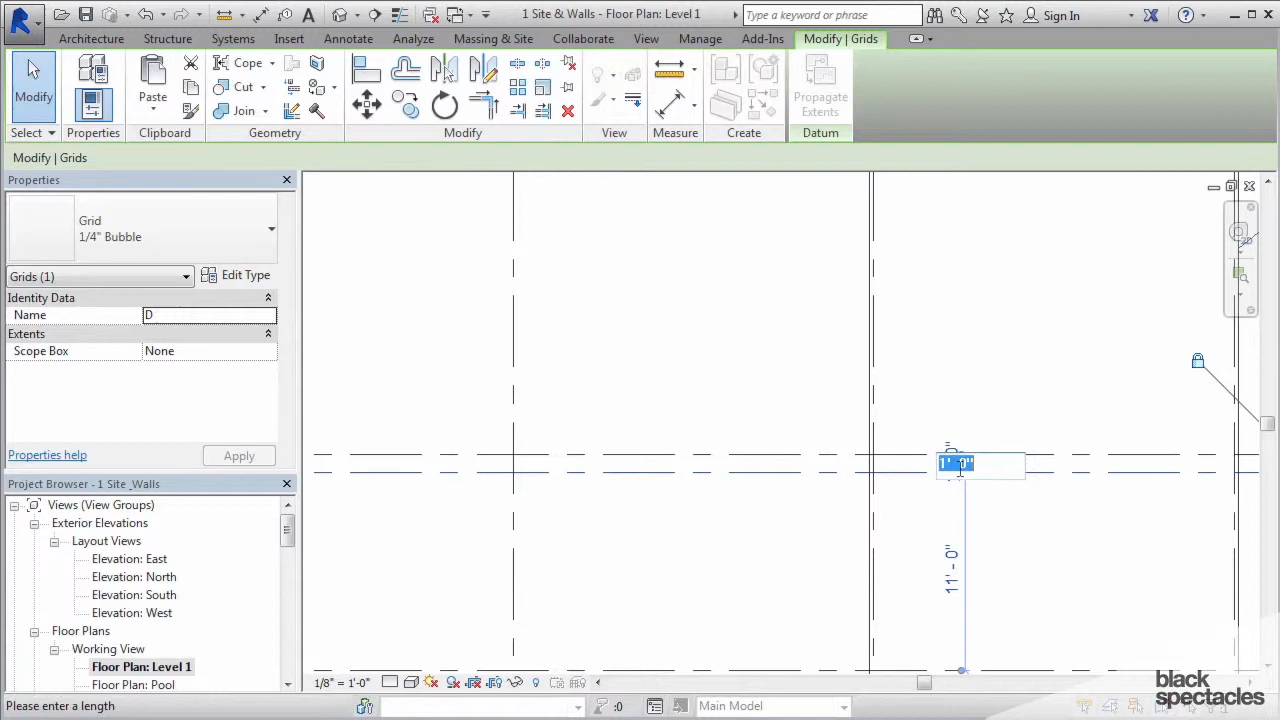 1 Site & Walls - Floor Plan: Level 1
Type a keyword or phrase
Sign In
Architecture Structure Systems Insert Annotate Analyze Massing & Site Collaborate View Manage Add-Ins Modify | Grids
Modify
Paste
Cope
Cut
Join
Propagate
Extents
Select Properties Clipboard Geometry Modify View Measure Create Datum
Modify | Grids
Properties
Grid
1/4" Bubble
Grids (1)
Edit Type
Identity Data
Name D
Extents
Scope Box None
Properties help
Apply
Project Browser - 1 Site _Walls
Views (View Groups)
Exterior Elevations
Layout Views
Elevation: East
Elevation: North
Elevation: South
Elevation: West
Floor Plans
Working View
Floor Plan: Level 1
Floor Plan: Pool
1' 0"
11' - 0"
1/8" = 1'-0"
Please enter a length
:0
Main Model
black
spectacles